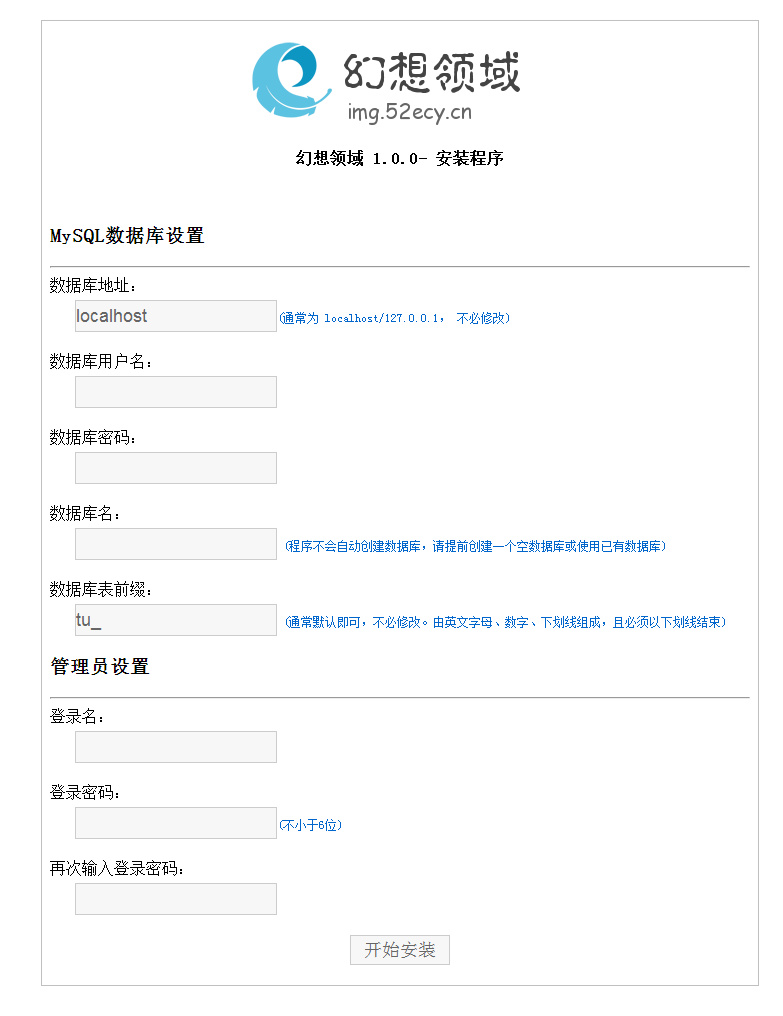 幻想领域
img.52ecy.cn
幻想领域 1.0.0- 安装程序
MySQL数据库设置
数据库地址:
localhost (通常为 localhost/127.0.0.1, 不必修改)
数据库用户名:
数据库密码:
数据库名:
(程序不会自动创建数据库，请提前创建一个空数据库或使用已有数据库)
数据库表前缀:
tu_ (通常默认即可，不必修改。由英文字母、数字、下划线组成，且必须以下划线结束)
管理员设置
登录名:
登录密码:
(不小于6位)
再次输入登录密码:
开始安装